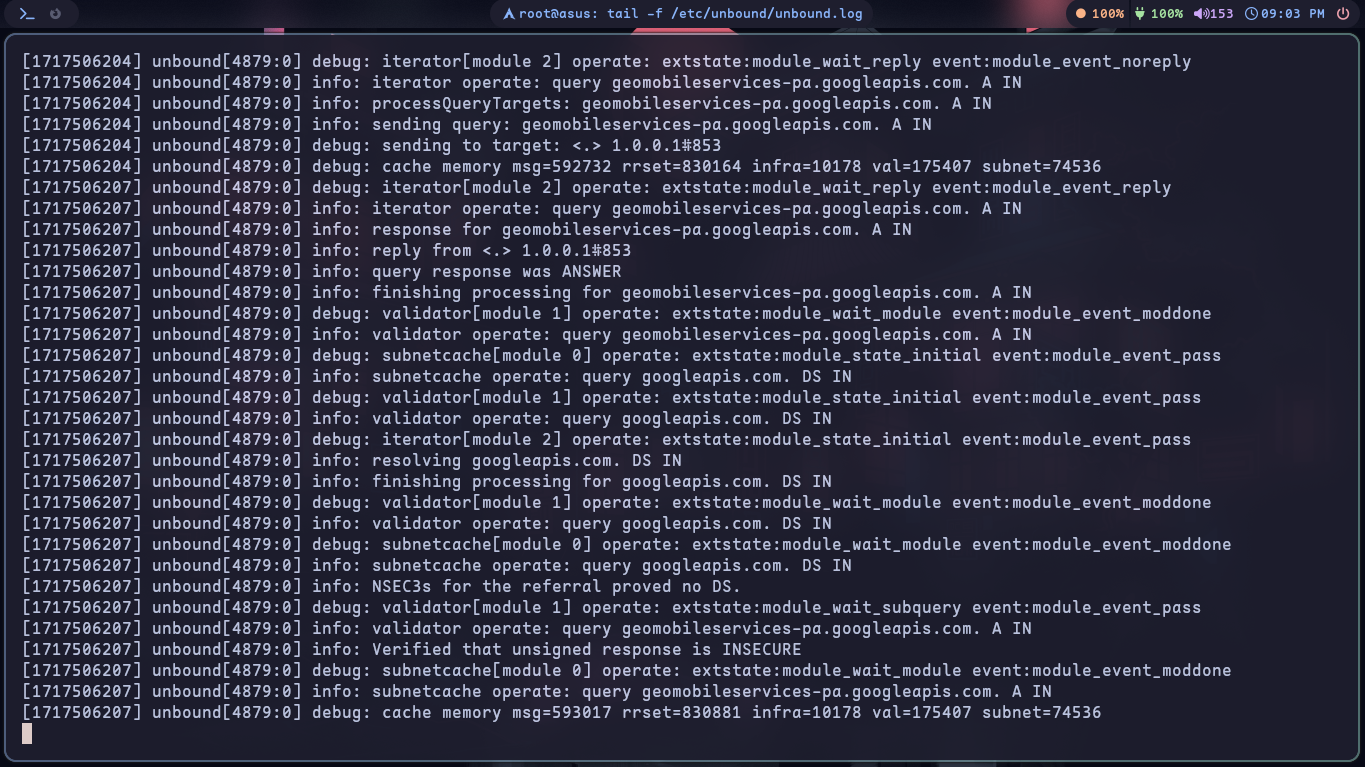 root@asus: tail -f /etc/unbound/unbound.log
100% 100% 153 09:03 PM
[1717506204] unbound[4879:0] debug: iterator[module 2] operate: extstate:module_wait_reply event:module_event_noreply
[1717506204] unbound[4879:0] info: iterator operate: query geomobileservices-pa.googleapis.com. A IN
[1717506204] unbound[4879:0] info: processQueryTargets: geomobileservices-pa.googleapis.com. A IN
[1717506204] unbound[4879:0] info: sending query: geomobileservices-pa.googleapis.com. A IN
[1717506204] unbound[4879:0] debug: sending to target: <.> 1.0.0.1#853
[1717506204] unbound[4879:0] debug: cache memory msg=592732 rrset=830164 infra=10178 val=175407 subnet=74536
[1717506207] unbound[4879:0] debug: iterator[module 2] operate: extstate:module_wait_reply event:module_event_reply
[1717506207] unbound[4879:0] info: iterator operate: query geomobileservices-pa.googleapis.com. A IN
[1717506207] unbound[4879:0] info: response for geomobileservices-pa.googleapis.com. A IN
[1717506207] unbound[4879:0] info: reply from <.> 1.0.0.1#853
[1717506207] unbound[4879:0] info: query response was ANSWER
[1717506207] unbound[4879:0] info: finishing processing for geomobileservices-pa.googleapis.com. A IN
[1717506207] unbound[4879:0] debug: validator[module 1] operate: extstate:module_wait_module event:module_event_moddone
[1717506207] unbound[4879:0] info: validator operate: query geomobileservices-pa.googleapis.com. A IN
[1717506207] unbound[4879:0] debug: subnetcache[module 0] operate: extstate:module_state_initial event:module_event_pass
[1717506207] unbound[4879:0] info: subnetcache operate: query googleapis.com. DS IN
[1717506207] unbound[4879:0] debug: validator[module 1] operate: extstate:module_state_initial event:module_event_pass
[1717506207] unbound[4879:0] info: validator operate: query googleapis.com. DS IN
[1717506207] unbound[4879:0] debug: iterator[module 2] operate: extstate:module_state_initial event:module_event_pass
[1717506207] unbound[4879:0] info: resolving googleapis.com. DS IN
[1717506207] unbound[4879:0] info: finishing processing for googleapis.com. DS IN
[1717506207] unbound[4879:0] debug: validator[module 1] operate: extstate:module_wait_module event:module_event_moddone
[1717506207] unbound[4879:0] info: validator operate: query googleapis.com. DS IN
[1717506207] unbound[4879:0] debug: subnetcache[module 0] operate: extstate:module_wait_module event:module_event_moddone
[1717506207] unbound[4879:0] info: subnetcache operate: query googleapis.com. DS IN
[1717506207] unbound[4879:0] info: NSEC3s for the referral proved no DS.
[1717506207] unbound[4879:0] debug: validator[module 1] operate: extstate:module_wait_subquery event:module_event_pass
[1717506207] unbound[4879:0] info: validator operate: query geomobileservices-pa.googleapis.com. A IN
[1717506207] unbound[4879:0] info: Verified that unsigned response is INSECURE
[1717506207] unbound[4879:0] debug: subnetcache[module 0] operate: extstate:module_wait_module event:module_event_moddone
[1717506207] unbound[4879:0] info: subnetcache operate: query geomobileservices-pa.googleapis.com. A IN
[1717506207] unbound[4879:0] debug: cache memory msg=593017 rrset=830881 infra=10178 val=175407 subnet=74536